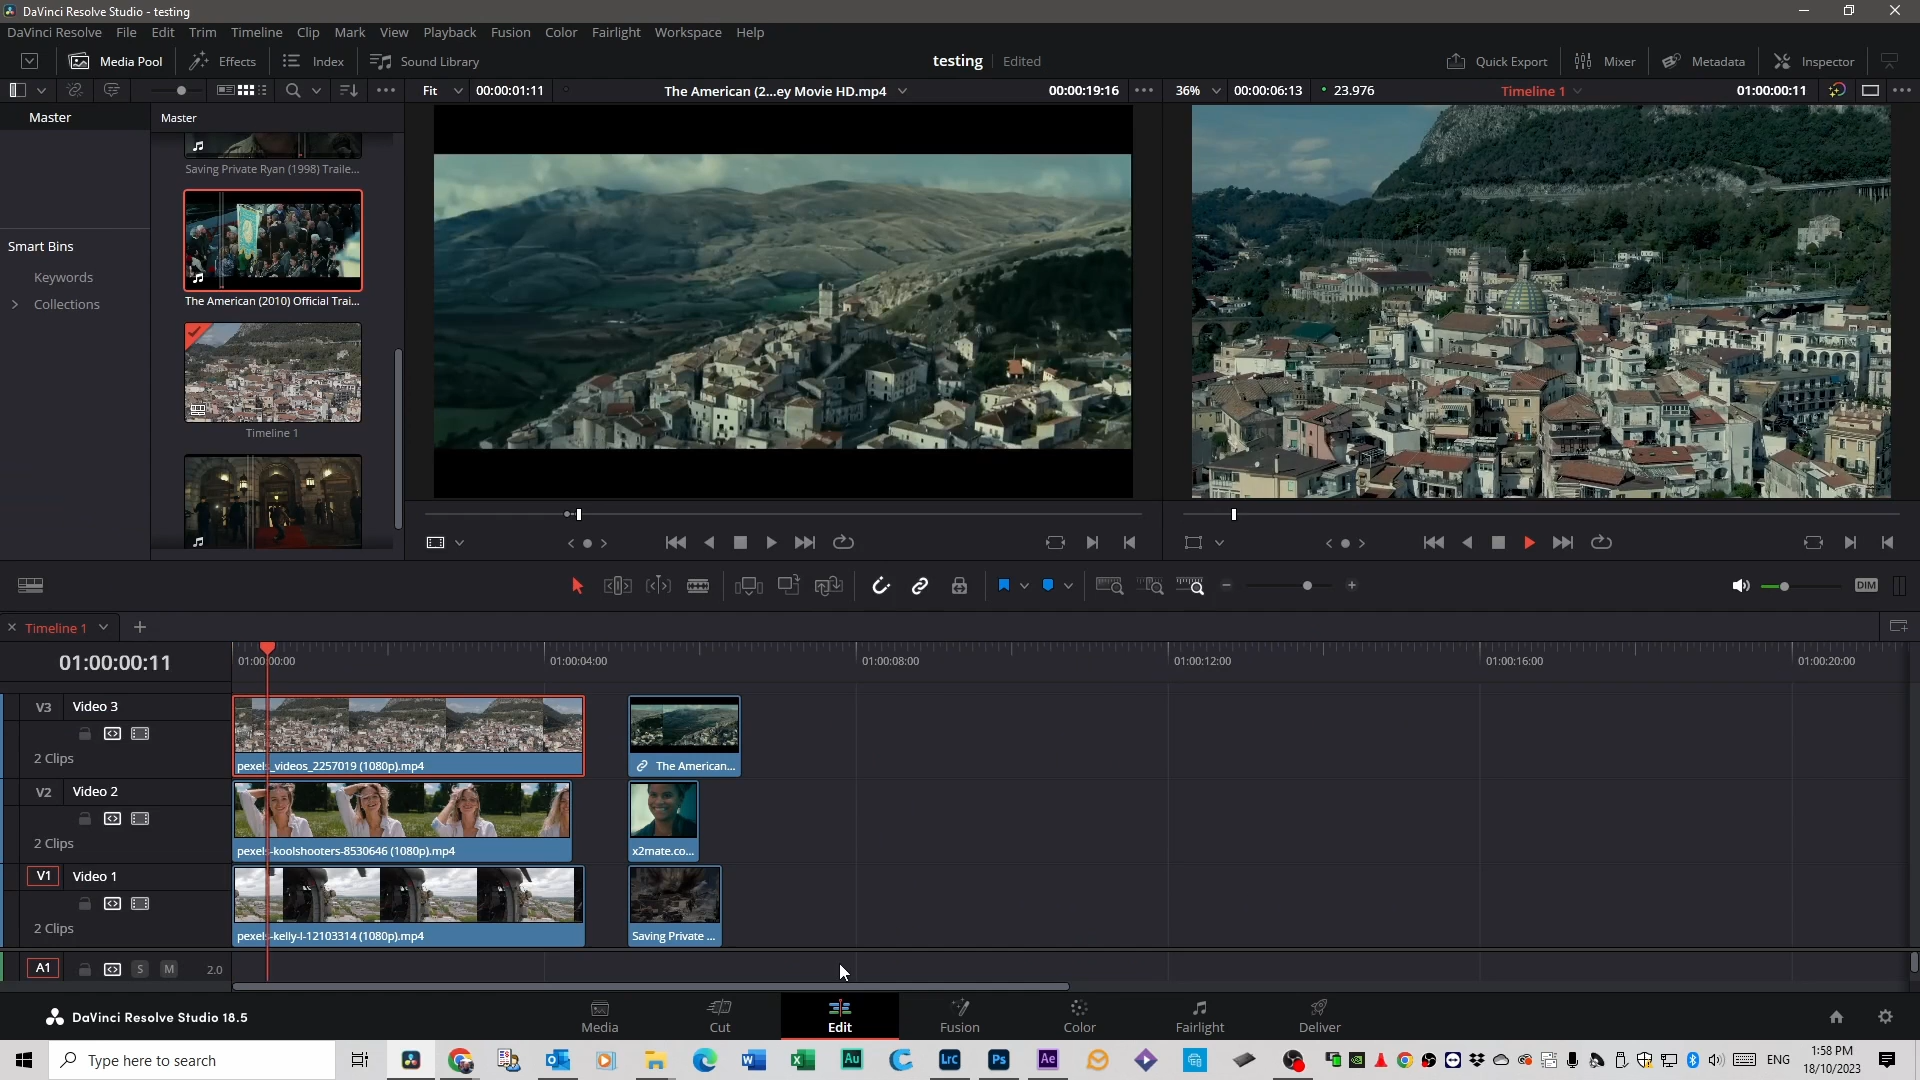 DaVinci Resolve Studio - testing
DaVinci Resolve File Edit Trim Timeline Clip Mark View Playback Fusion Color Fairlight Workspace Help
Media Pool Effects Index Sound Library testing Edited Quick Export Mixer Metadata Inspector
Fit 00:00:01:11 The American (2...ey Movie HD.mp4 00:00:19:16 36% 00:00:06:13 23.976 Timeline 1 01:00:00:11
Master
Master
Saving Private Ryan (1998) Traile...
Smart Bins
Keywords
Collections
The American (2010) Official Trai...
Timeline 1
DIM
Timeline 1
01:00:00:11
01:00:00:00 01:00:04:00 01:00:08:00 01:00:12:00 01:00:16:00 01:00:20:00
V3 Video 3
2 Clips
pexels_videos_2257019 (1080p).mp4
The American...
V2 Video 2
2 Clips
pexels-koolshooters-8530646 (1080p).mp4
x2mate.co...
V1 Video 1
2 Clips
pexels-kelly-l-12103314 (1080p).mp4
Saving Private ...
A1 S M 2.0
DaVinci Resolve Studio 18.5
Media Cut Edit Fusion Color Fairlight Deliver
Type here to search
Au
Lrc
Ps
Ae
ENG
1:58 PM
18/10/2023